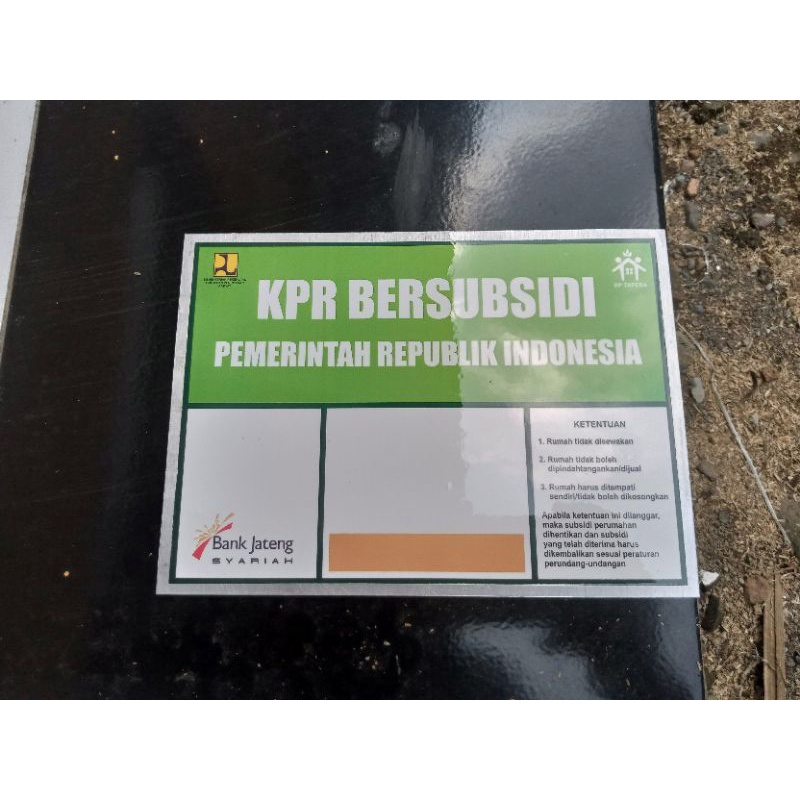 KPR BERSUBSIDI
PEMERINTAH REPUBLIK INDONESIA
BP TAPERA
Bank Jateng
SYARIAH
KETENTUAN
1. Rumah tidak disewakan
2. Rumah tidak boleh
dipindahtangankan/dijual
3. Rumah harus ditempati
sendiri/tidak boleh dikosongkan
Apabila ketentuan ini dilanggar,
maka subsidi perumahan
dihentikan dan subsidi
yang telah diterima harus
dikembalikan sesuai peraturan
perundang-undangan